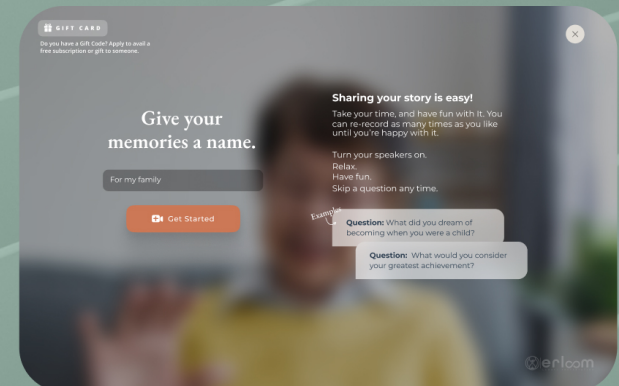 GIFT CARD
Do you have a Gift Code? Apply to avail a
free subscription or gift to someone.
Give your
memories a name.
For my family
Get Started
Sharing your story is easy!
Take your time, and have fun with It. You
can re-record as many times as you like
until you're happy with it.
Turn your speakers on.
Relax.
Have fun.
Skip a question any time.
Example
Question: What did you dream of
becoming when you were a child?
Question: What would you consider
your greatest achievement?
erloom